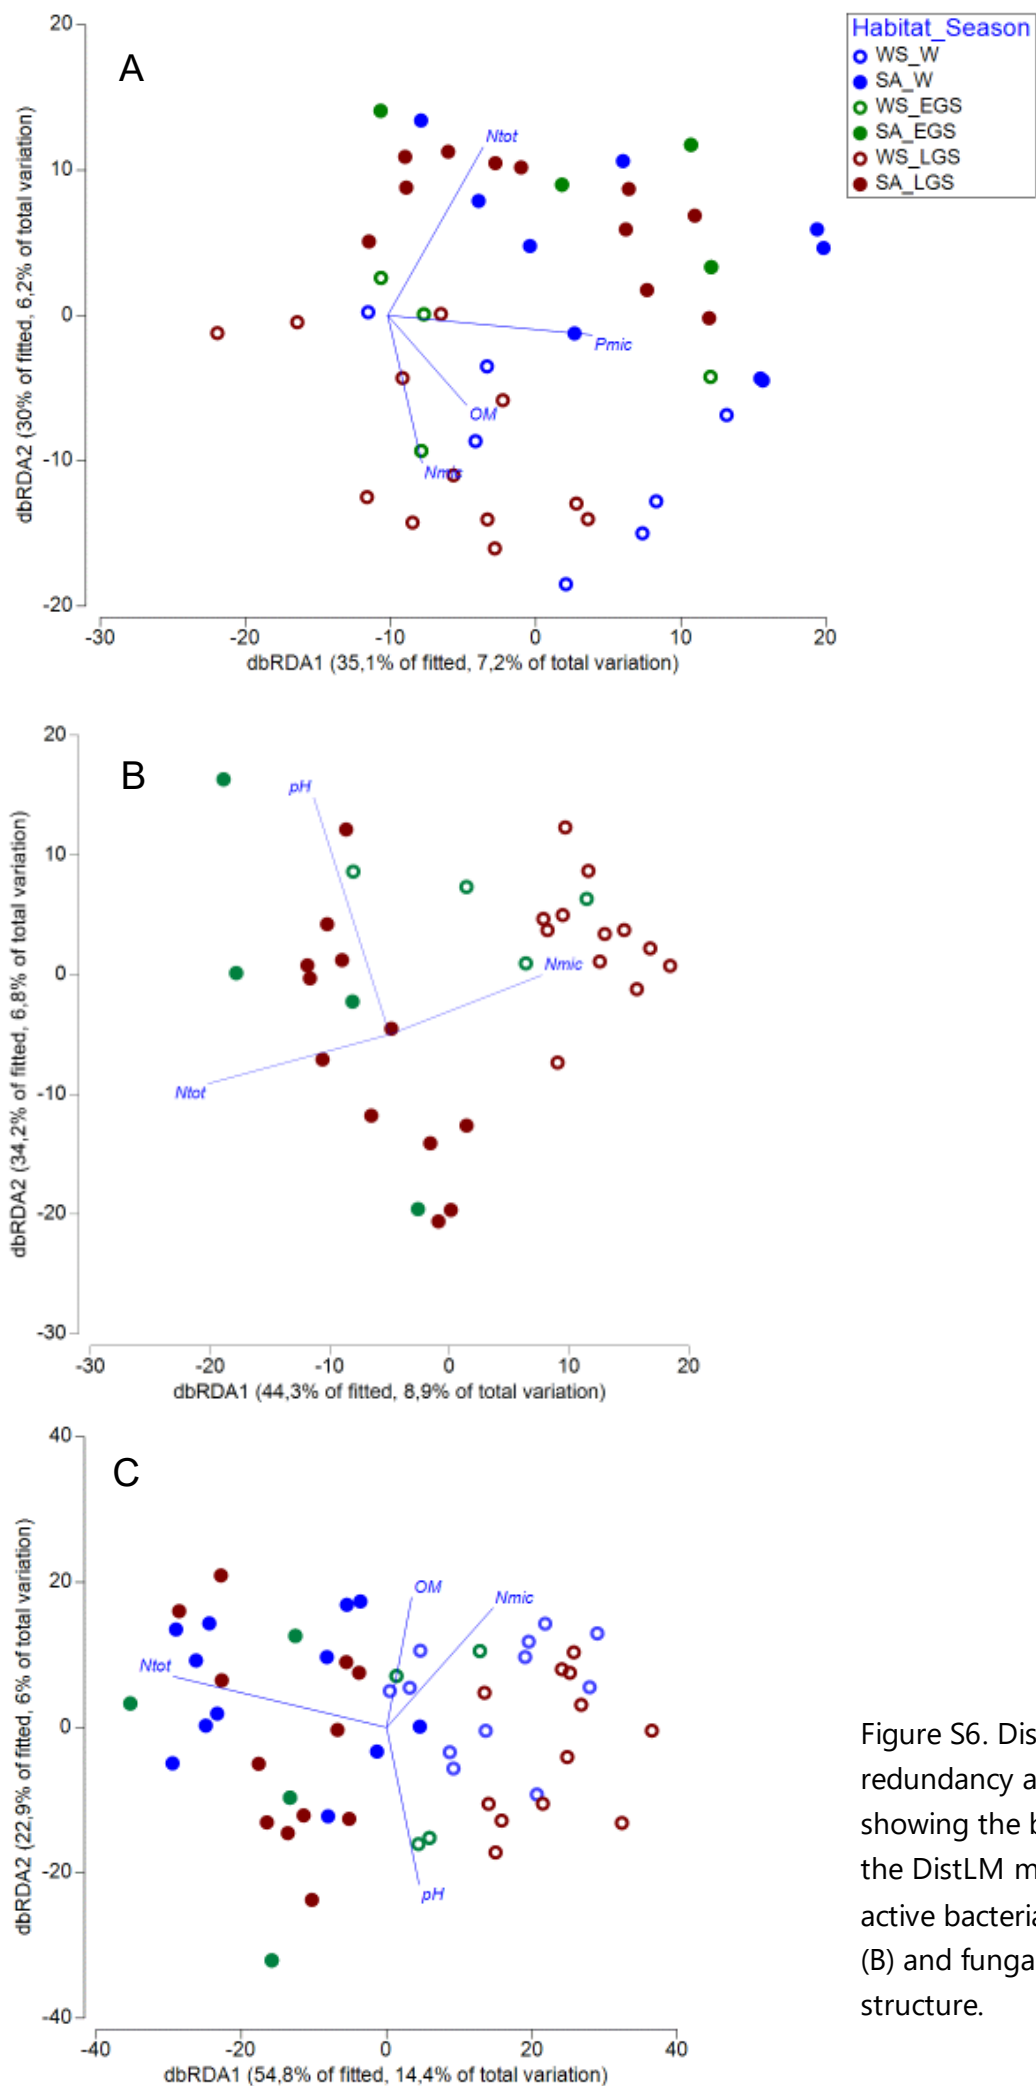 A
20
10
0
-10
-20
dbRDA2 (30% of fitted, 6,2% of total variation)
Ntot
Pmic
OM
-30
-20
-10
0
10
20
dbRDA1 (35,1% of fitted, 7,2% of total variation)
Habitat_Season
WS_W
SA_W
WS_EGS
SA_EGS
WS_LGS
SA_LGS
B
20
10
0
-10
-20
-30
dbRDA2 (34,2% of fitted, 6,8% of total variation)
pH
Nmic
Ntot
-30
-20
-10
0
10
20
dbRDA1 (44,3% of fitted, 8,9% of total variation)
C
40
20
0
-20
-40
dbRDA2 (22,9% of fitted, 6% of total variation)
OM
Nmic
Ntot
pH
-40
-20
0
20
40
dbRDA1 (54,8% of fitted, 14,4% of total variation)
Figure S6. Dis
redundancy a
showing the b
the DistLM m
active bacteria
(B) and funga
structure.